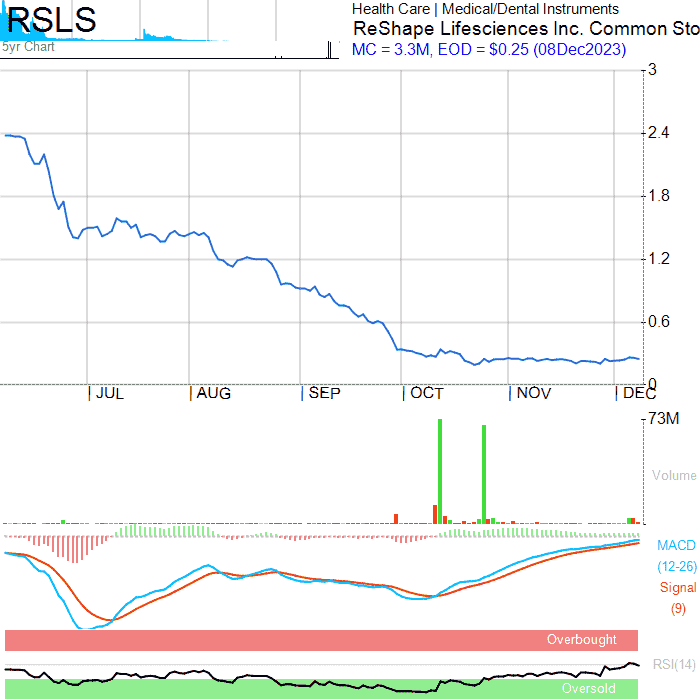 RSLS
Health Care | Medical/Dental Instruments
ReShape Lifesciences Inc. Common Sto
5yr Chart
MC = 3.3M, EOD = $0.25 (08Dec2023)
3
2.4
1.8
1.2
0.6
0
| JUL | AUG | SEP | OCT | NOV | DEC
73M
Volume
MACD
(12-26)
Signal
(9)
Overbought
RSI(14)
Oversold